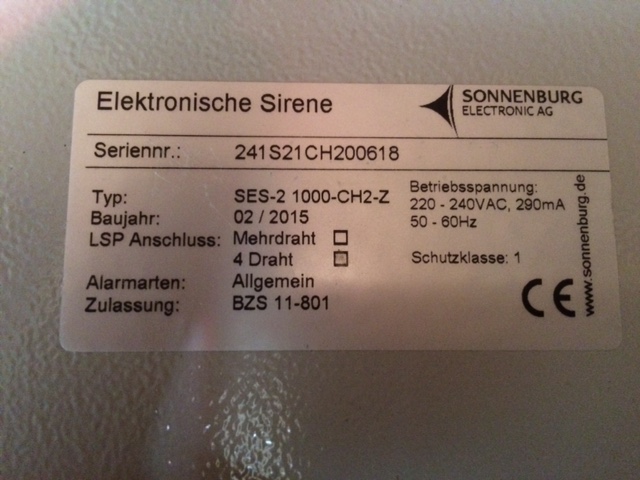 Elektronische Sirene
SONNENBURG
ELECTRONIC AG
Seriennr.: 241S21CH200618
Typ: SES-2 1000-CH2-Z
Baujahr: 02 / 2015
LSP Anschluss: Mehrdraht
4 Draht
Alarmarten: Allgemein
Zulassung: BZS 11-801
Betriebsspannung:
220 - 240VAC, 290mA
50 - 60Hz
Schutzklasse: 1
CE
www.sonnenburg.de